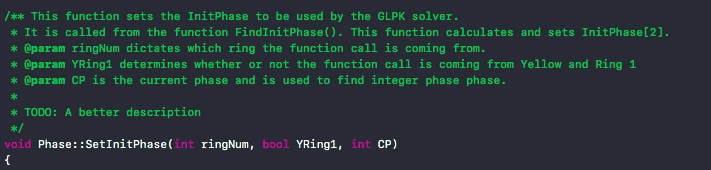 /** This function sets the InitPhase to be used by the GLPK solver.
 * It is called from the function FindInitPhase(). This function calculates and sets InitPhase[2].
 * @param ringNum dictates which ring the function call is coming from.
 * @param YRing1 determines whether or not the function call is coming from Yellow and Ring 1
 * @param CP is the current phase and is used to find integer phase phase.
 *
 * TODO: A better description
 */
void Phase::SetInitPhase(int ringNum, bool YRing1, int CP)
{